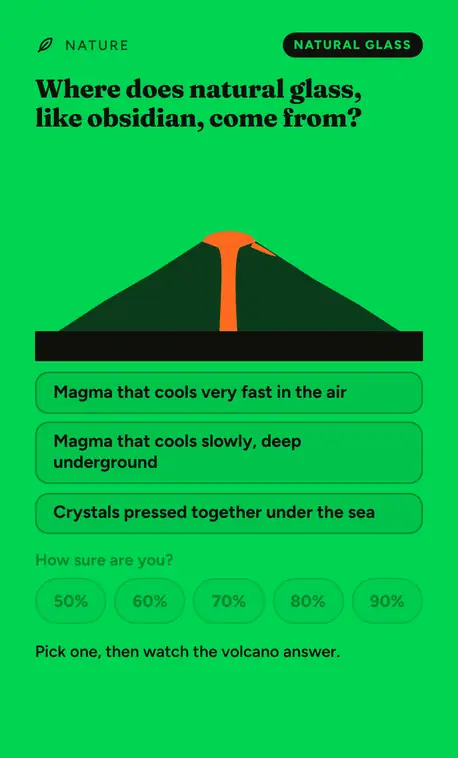 NATURE
NATURAL GLASS
Where does natural glass,
like obsidian, come from?
Magma that cools very fast in the air
Magma that cools slowly, deep
underground
Crystals pressed together under the sea
How sure are you?
50%
60%
70%
80%
90%
Pick one, then watch the volcano answer.